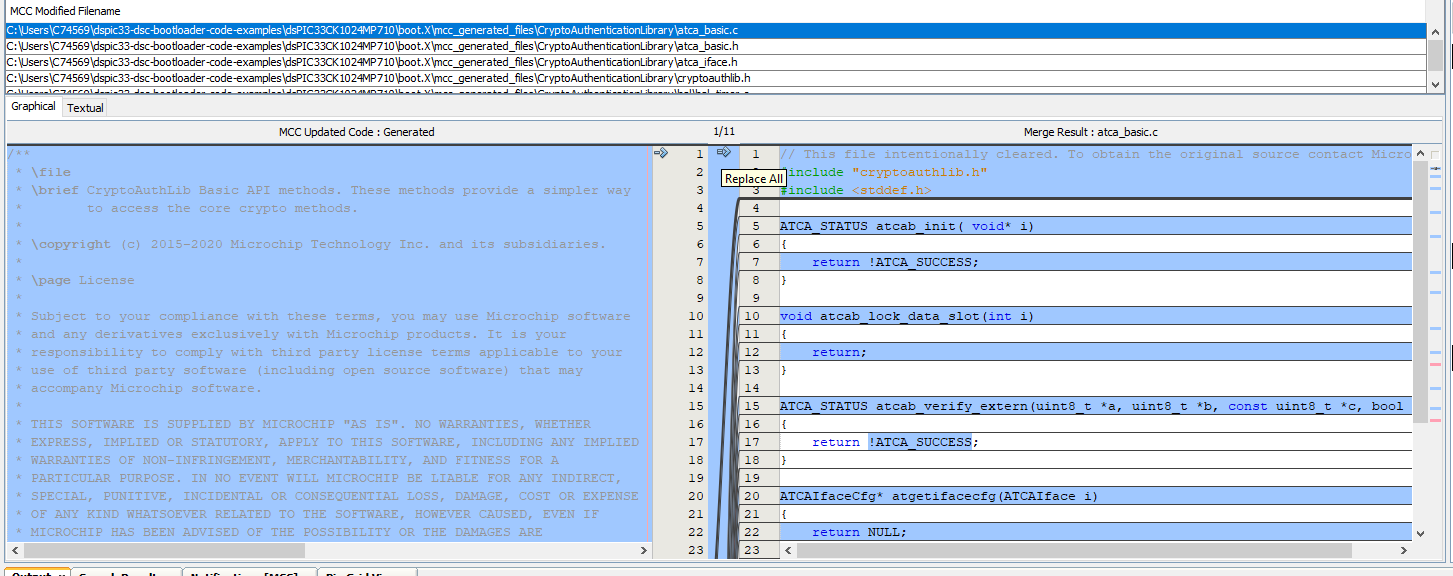 MCC Modified Filename
C:\Users\C74569\dspic33-dsc-bootloader-code-examples\dsPIC33CK1024MP710\boot.X\mcc_generated_files\CryptoAuthenticationLibrary\atca_basic.c
C:\Users\C74569\dspic33-dsc-bootloader-code-examples\dsPIC33CK1024MP710\boot.X\mcc_generated_files\CryptoAuthenticationLibrary\atca_basic.h
C:\Users\C74569\dspic33-dsc-bootloader-code-examples\dsPIC33CK1024MP710\boot.X\mcc_generated_files\CryptoAuthenticationLibrary\atca_iface.h
C:\Users\C74569\dspic33-dsc-bootloader-code-examples\dsPIC33CK1024MP710\boot.X\mcc_generated_files\CryptoAuthenticationLibrary\cryptoauthlib.h
Graphical Textual
MCC Updated Code : Generated 1/11 Merge Result : atca_basic.c
/**
* \file
* \brief CryptoAuthLib Basic API methods. These methods provide a simpler way
* to access the core crypto methods.
*
* \copyright (c) 2015-2020 Microchip Technology Inc. and its subsidiaries.
*
* \page License
*
* Subject to your compliance with these terms, you may use Microchip software
* and any derivatives exclusively with Microchip products. It is your
* responsibility to comply with third party license terms applicable to your
* use of third party software (including open source software) that may
* accompany Microchip software.
*
* THIS SOFTWARE IS SUPPLIED BY MICROCHIP "AS IS". NO WARRANTIES, WHETHER
* EXPRESS, IMPLIED OR STATUTORY, APPLY TO THIS SOFTWARE, INCLUDING ANY IMPLIED
* WARRANTIES OF NON-INFRINGEMENT, MERCHANTABILITY, AND FITNESS FOR A
* PARTICULAR PURPOSE. IN NO EVENT WILL MICROCHIP BE LIABLE FOR ANY INDIRECT,
* SPECIAL, PUNITIVE, INCIDENTAL OR CONSEQUENTIAL LOSS, DAMAGE, COST OR EXPENSE
* OF ANY KIND WHATSOEVER RELATED TO THE SOFTWARE, HOWEVER CAUSED, EVEN IF
* MICROCHIP HAS BEEN ADVISED OF THE POSSIBILITY OR THE DAMAGES ARE
1
2
3
4
5
6
7
8
9
10
11
12
13
14
15
16
17
18
19
20
21
22
23
Replace All
1 // This file intentionally cleared. To obtain the original source contact Micro
#include "cryptoauthlib.h"
3 #include <stddef.h>
4
5 ATCA_STATUS atcab_init( void* i)
6 {
7 return !ATCA_SUCCESS;
8 }
9
10 void atcab_lock_data_slot(int i)
11 {
12 return;
13 }
14
15 ATCA_STATUS atcab_verify_extern(uint8_t *a, uint8_t *b, const uint8_t *c, bool
16 {
17 return !ATCA_SUCCESS;
18 }
19
20 ATCAIfaceCfg* atgetifacecfg(ATCAIface i)
21 {
22 return NULL;
23